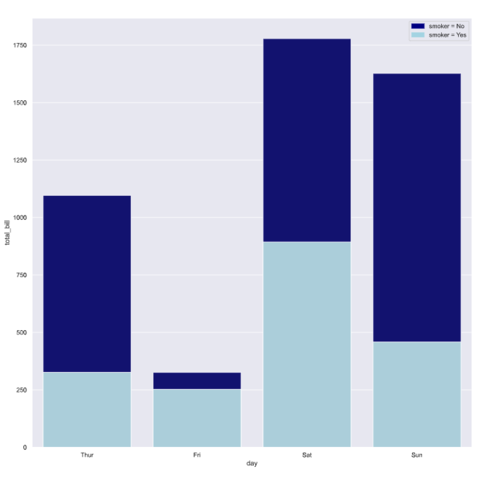 smoker = No
smoker = Yes
1750
1500
1250
1000
750
500
250
0
total_bill
Thur Fri Sat Sun
day